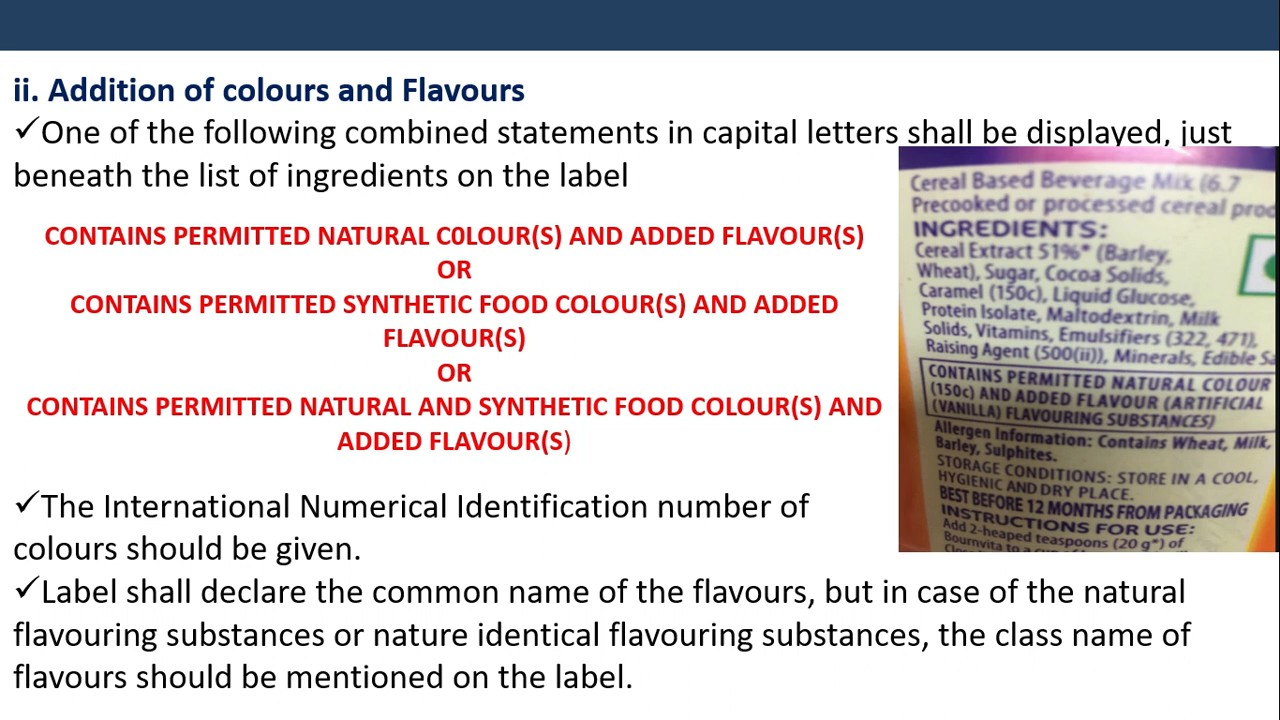 ii. Addition of colours and Flavours
✓One of the following combined statements in capital letters shall be displayed, just
beneath the list of ingredients on the label
CONTAINS PERMITTED NATURAL C0LOUR(S) AND ADDED FLAVOUR(S)
OR
CONTAINS PERMITTED SYNTHETIC FOOD COLOUR(S) AND ADDED
FLAVOUR(S)
OR
CONTAINS PERMITTED NATURAL AND SYNTHETIC FOOD COLOUR(S) AND
ADDED FLAVOUR(S)
✓The International Numerical Identification number of
colours should be given.
✓Label shall declare the common name of the flavours, but in case of the natural
flavouring substances or nature identical flavouring substances, the class name of
flavours should be mentioned on the label.
Cereal Based Beverage Mix (6.7
Precooked or processed cereal prod
INGREDIENTS:
Cereal Extract 51%* (Barley,
Wheat), Sugar, Cocoa Solids,
Caramel (150c), Liquid Glucose,
Protein Isolate, Maltodextrin, Milk
Solids, Vitamins, Emulsifiers (322, 471),
Raising Agent (500(ii)), Minerals, Edible Sa
CONTAINS PERMITTED NATURAL COLOUR
(150c) AND ADDED FLAVOUR (ARTIFICIAL
(VANILLA) FLAVOURING SUBSTANCES)
Allergen Information: Contains Wheat, Milk,
Barley, Sulphites.
STORAGE CONDITIONS: STORE IN A COOL,
HYGIENIC AND DRY PLACE.
BEST BEFORE 12 MONTHS FROM PACKAGING
INSTRUCTIONS FOR USE:
Add 2-heaped teaspoons (20 g*) of
Bournvita to a cup of